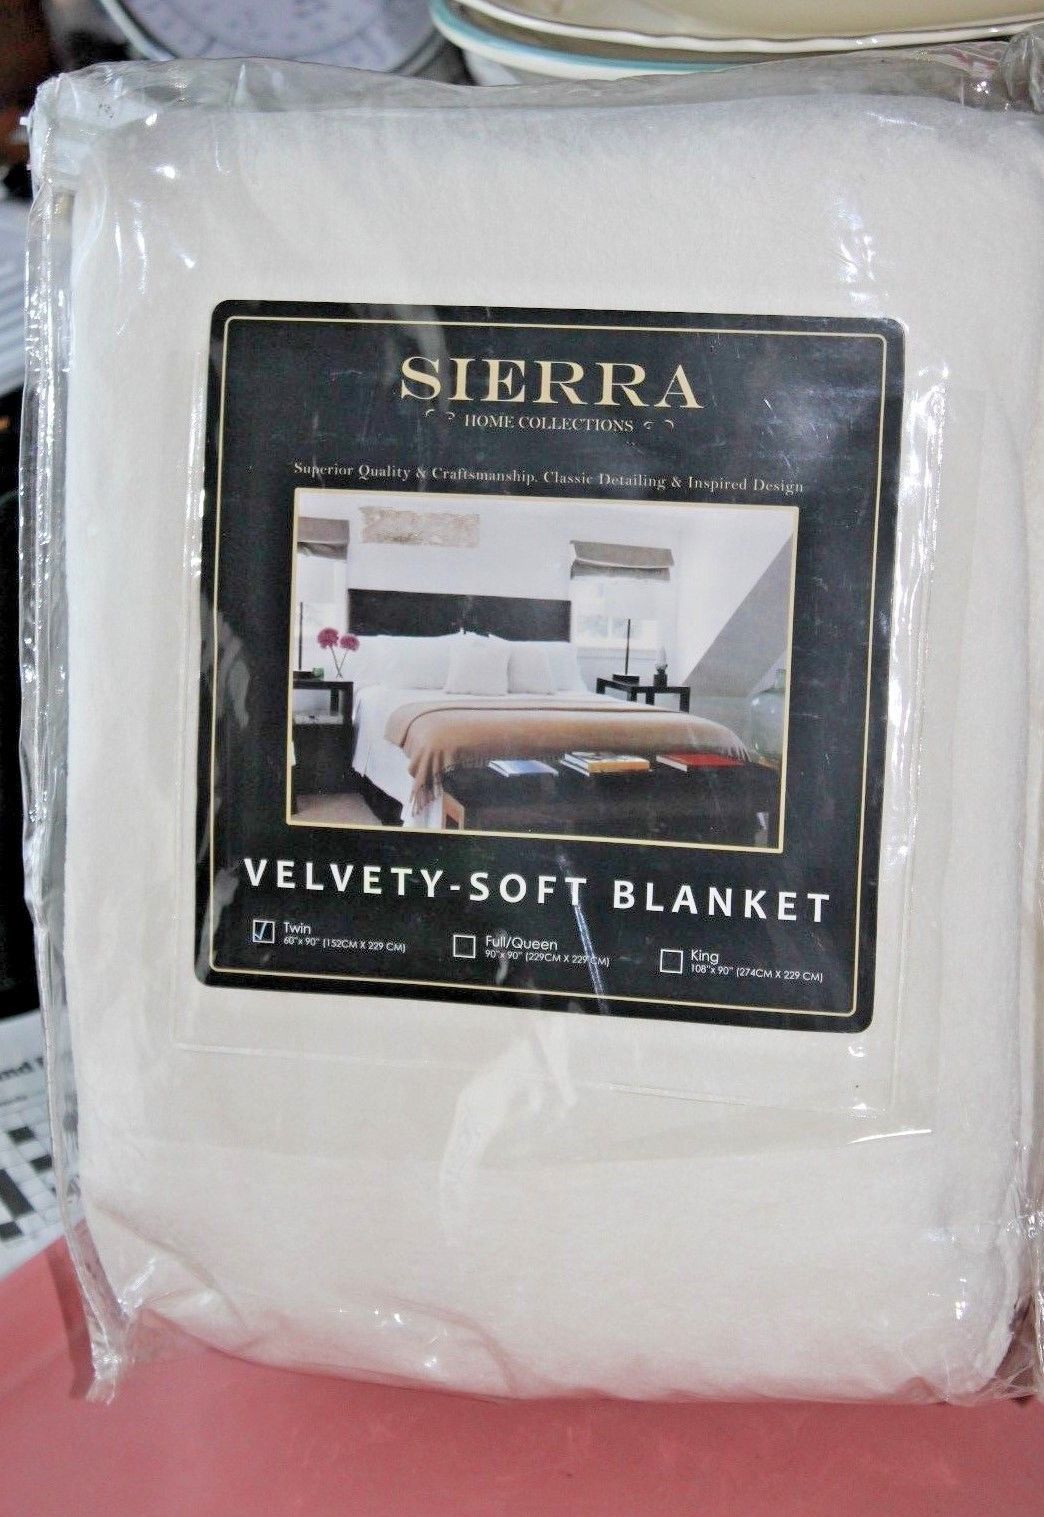 SIERRA
HOME COLLECTIONS
Superior Quality & Craftsmanship. Classic Detailing & Inspired Design
VELVETY-SOFT BLANKET
Twin
60"x 90" (152CM X 229 CM)
Full/Queen
90"x 90" (229CM X 229 CM)
King
108"x 90" (274CM X 229 CM)